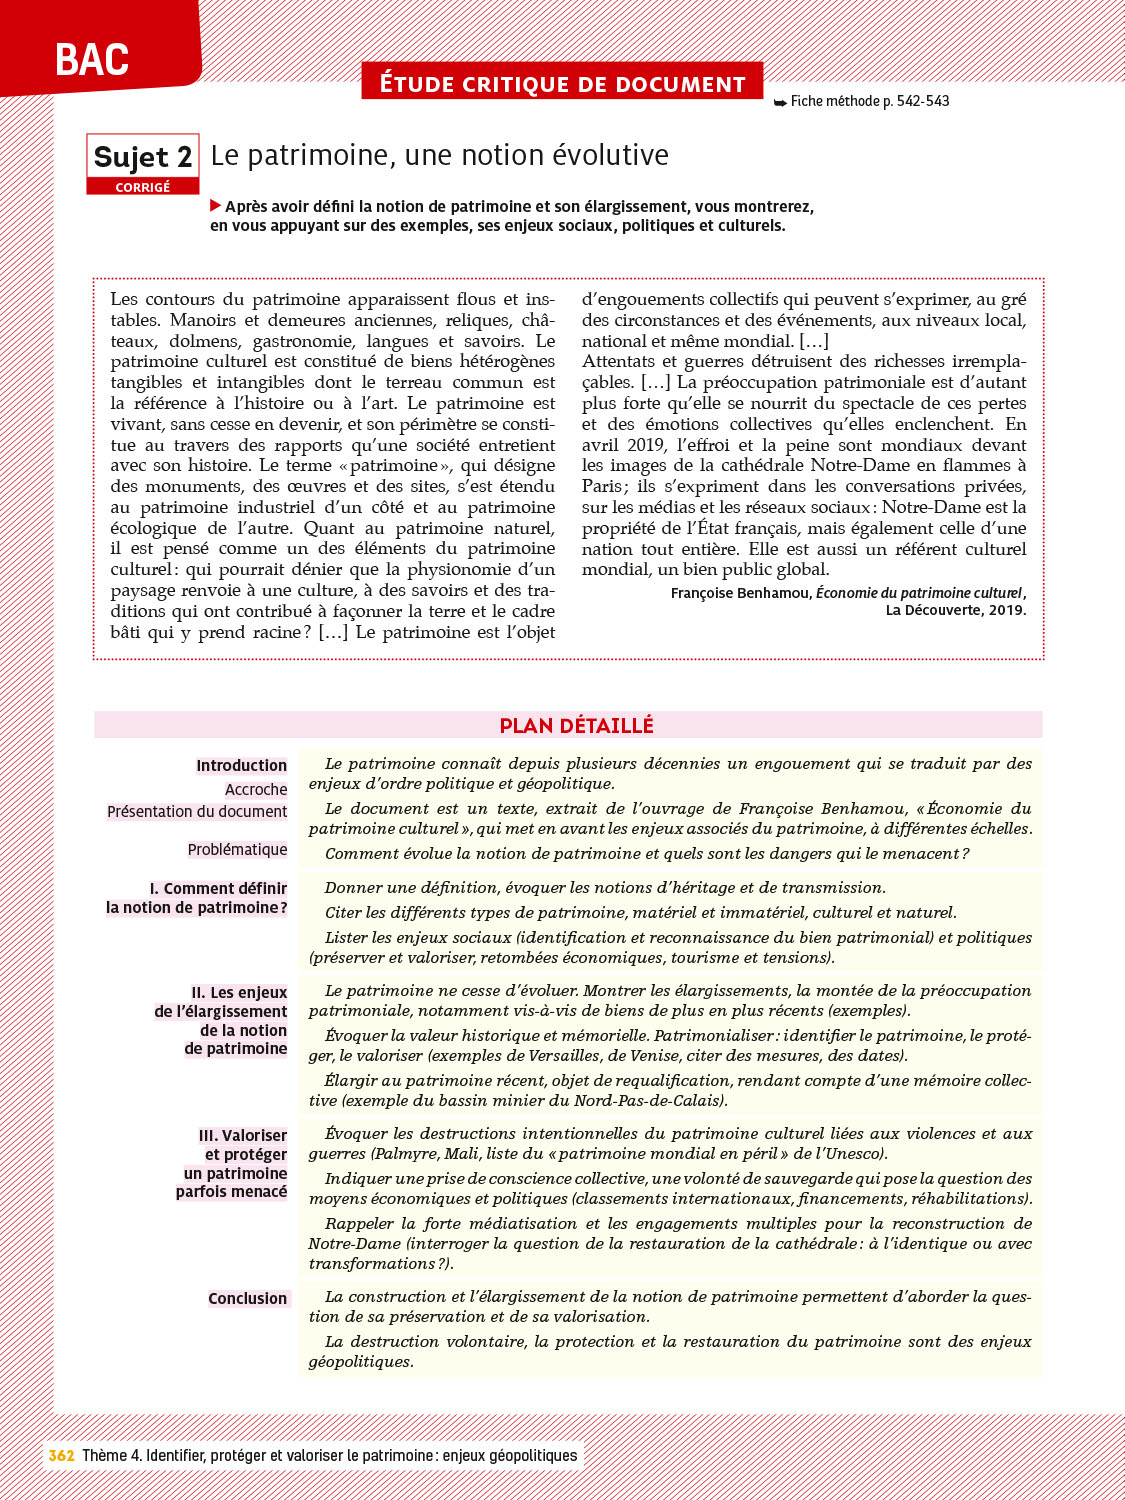 BAC
ÉTUDE CRITIQUE DE DOCUMENT
➥ Fiche méthode p. 542-543
Sujet 2
CORRIGÉ
Le patrimoine, une notion évolutive
▶ Après avoir défini la notion de patrimoine et son élargissement, vous montrerez,
en vous appuyant sur des exemples, ses enjeux sociaux, politiques et culturels.
Les contours du patrimoine apparaissent flous et ins-
tables. Manoirs et demeures anciennes, reliques, châ-
teaux, dolmens, gastronomie, langues et savoirs. Le
patrimoine culturel est constitué de biens hétérogènes
tangibles et intangibles dont le terreau commun est
la référence à l'histoire ou à l'art. Le patrimoine est
vivant, sans cesse en devenir, et son périmètre se consti-
tue au travers des rapports qu'une société entretient
avec son histoire. Le terme « patrimoine », qui désigne
des monuments, des œuvres et des sites, s'est étendu
au patrimoine industriel d'un côté et au patrimoine
écologique de l'autre. Quant au patrimoine naturel,
il est pensé comme un des éléments du patrimoine
culturel : qui pourrait dénier que la physionomie d'un
paysage renvoie à une culture, à des savoirs et des tra-
ditions qui ont contribué à façonner la terre et le cadre
bâti qui y prend racine ? […] Le patrimoine est l'objet
d'engouements collectifs qui peuvent s'exprimer, au gré
des circonstances et des événements, aux niveaux local,
national et même mondial. […]
Attentats et guerres détruisent des richesses irrempla-
çables. […] La préoccupation patrimoniale est d'autant
plus forte qu'elle se nourrit du spectacle de ces pertes
et des émotions collectives qu'elles enclenchent. En
avril 2019, l'effroi et la peine sont mondiaux devant
les images de la cathédrale Notre-Dame en flammes à
Paris ; ils s'expriment dans les conversations privées,
sur les médias et les réseaux sociaux : Notre-Dame est la
propriété de l'État français, mais également celle d'une
nation tout entière. Elle est aussi un référent culturel
mondial, un bien public global.
Françoise Benhamou, Économie du patrimoine culturel,
La Découverte, 2019.
PLAN DÉTAILLÉ
Introduction
Accroche
Présentation du document
Problématique
Le patrimoine connaît depuis plusieurs décennies un engouement qui se traduit par des
enjeux d'ordre politique et géopolitique.
Le document est un texte, extrait de l'ouvrage de Françoise Benhamou, « Économie du
patrimoine culturel », qui met en avant les enjeux associés du patrimoine, à différentes échelles.
Comment évolue la notion de patrimoine et quels sont les dangers qui le menacent ?
I. Comment définir
la notion de patrimoine ?
Donner une définition, évoquer les notions d'héritage et de transmission.
Citer les différents types de patrimoine, matériel et immatériel, culturel et naturel.
Lister les enjeux sociaux (identification et reconnaissance du bien patrimonial) et politiques
(préserver et valoriser, retombées économiques, tourisme et tensions).
II. Les enjeux
de l'élargissement
de la notion
de patrimoine
Le patrimoine ne cesse d'évoluer. Montrer les élargissements, la montée de la préoccupation
patrimoniale, notamment vis-à-vis de biens de plus en plus récents (exemples).
Évoquer la valeur historique et mémorielle. Patrimonialiser : identifier le patrimoine, le proté-
ger, le valoriser (exemples de Versailles, de Venise, citer des mesures, des dates).
Élargir au patrimoine récent, objet de requalification, rendant compte d'une mémoire collec-
tive (exemple du bassin minier du Nord-Pas-de-Calais).
III. Valoriser
et protéger
un patrimoine
parfois menacé
Évoquer les destructions intentionnelles du patrimoine culturel liées aux violences et aux
guerres (Palmyre, Mali, liste du « patrimoine mondial en péril » de l'Unesco).
Indiquer une prise de conscience collective, une volonté de sauvegarde qui pose la question des
moyens économiques et politiques (classements internationaux, financements, réhabilitations).
Rappeler la forte médiatisation et les engagements multiples pour la reconstruction de
Notre-Dame (interroger la question de la restauration de la cathédrale : à l'identique ou avec
transformations ?).
Conclusion
La construction et l'élargissement de la notion de patrimoine permettent d'aborder la ques-
tion de sa préservation et de sa valorisation.
La destruction volontaire, la protection et la restauration du patrimoine sont des enjeux
géopolitiques.
362 Thème 4. Identifier, protéger et valoriser le patrimoine : enjeux géopolitiques